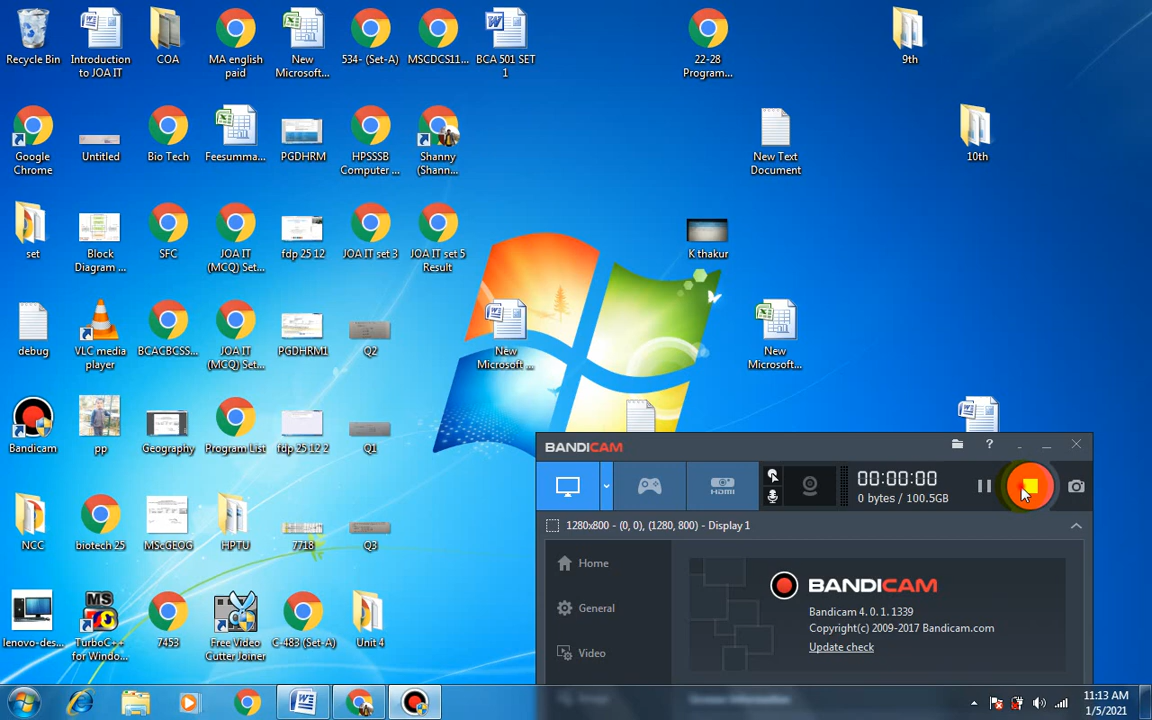 Recycle Bin
Introduction
to JOA IT
COA
MA english
paid
New
Microsoft...
534- (Set-A)
MSCDCS11...
BCA 501 SET
1
22-28
Program...
9th
Google
Chrome
Untitled
Bio Tech
Feesumma...
PGDHRM
HPSSSB
Computer ...
Shanny
(Shann...
New Text
Document
10th
set
Block
Diagram ...
SFC
JOA IT
(MCQ) Set...
fdp 25 12
JOA IT set 3
JOA IT set 5
Result
K thakur
debug
VLC media
player
BCACBCSS...
JOA IT
(MCQ) Set...
PGDHRM1
Q2
New
Microsoft ...
New
Microsoft...
Bandicam
pp
Geography
Program List
fdp 25 12 2
Q1
NCC
biotech 25
MScGEOG
HPTU
7718
Q3
lenovo-des...
MS
TurboC++
for Windo...
7453
Free Video
Cutter Joiner
C-483 (Set-A)
Unit 4
BANDICAM
HDMI
00:00:00
0 bytes / 100.5GB
1280x800 - (0, 0), (1280, 800) - Display 1
Home
General
Video
BANDICAM
Bandicam 4. 0. 1. 1339
Copyright(c) 2009-2017 Bandicam.com
Update check
11:13 AM
1/5/2021